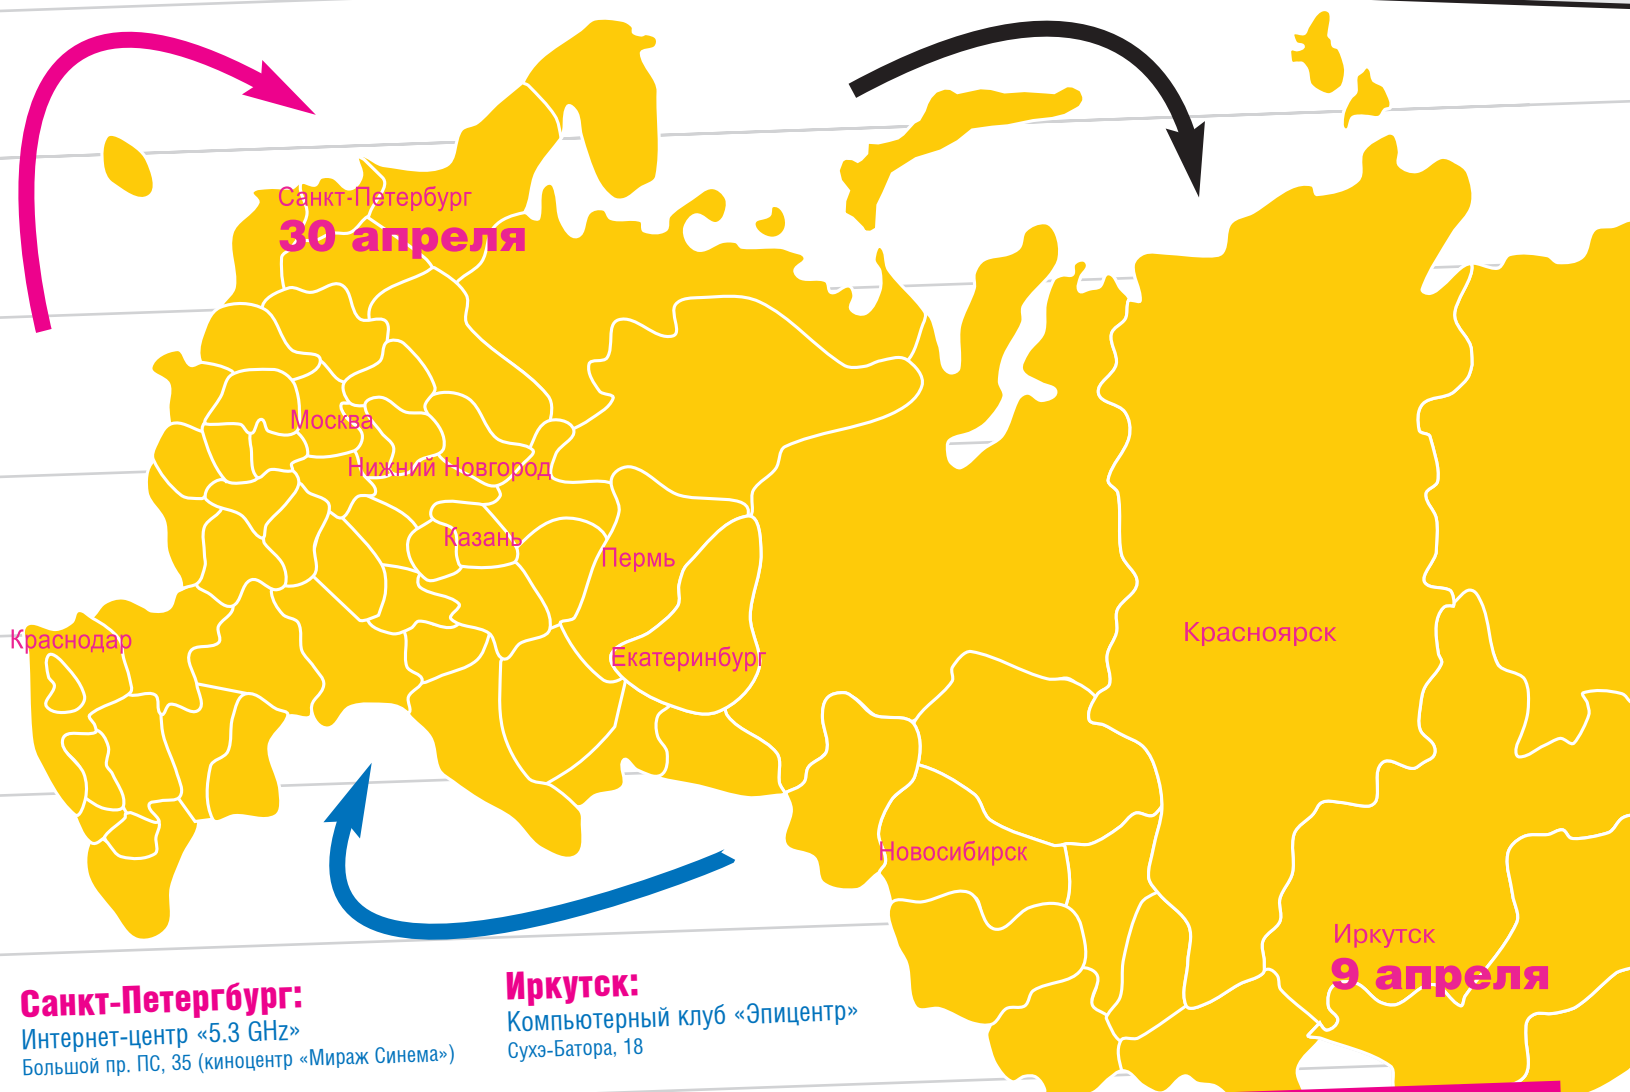 Санкт-Петербург
30 апреля
Москва
Нижний Новгород
Казань
Пермь
Краснодар
Екатеринбург
Красноярск
Новосибирск
Иркутск
9 апреля
Санкт-Петергбург:
Интернет-центр «5.3 GHz»
Большой пр. ПС, 35 (киноцентр «Мираж Синема»)
Иркутск:
Компьютерный клуб «Эпицентр»
Сухэ-Батора, 18